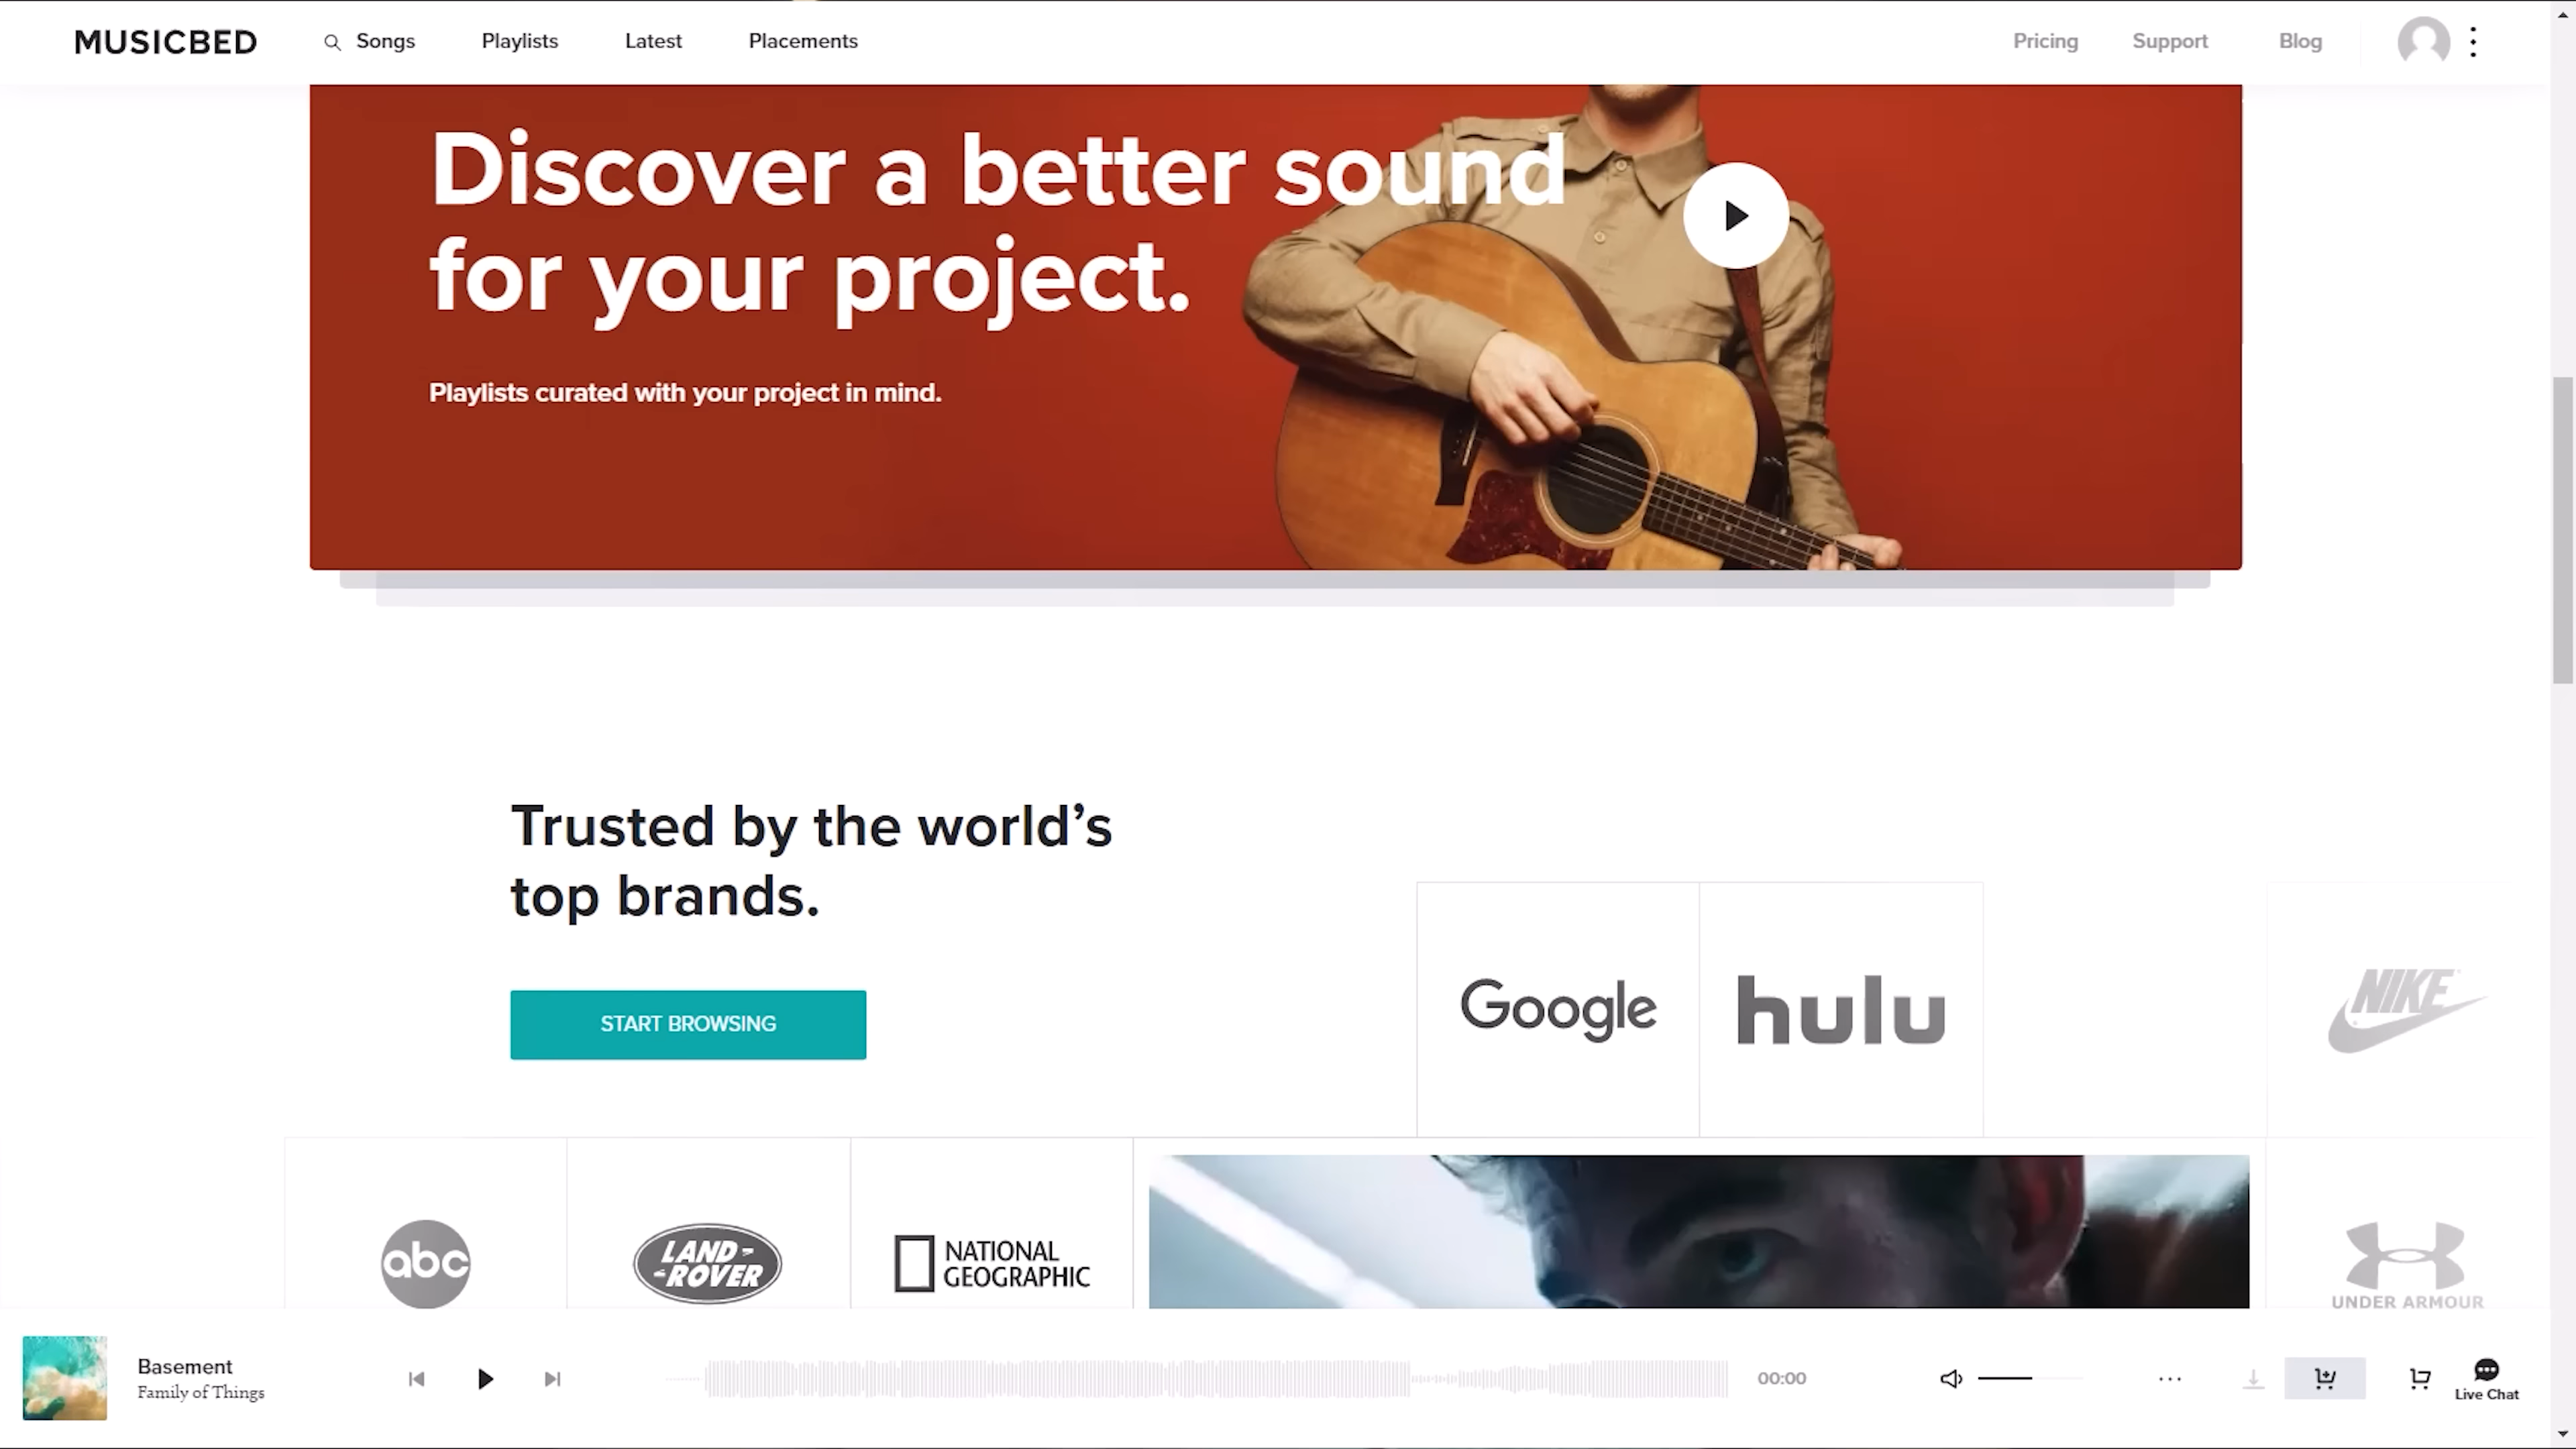 MUSICBED
Songs
Playlists
Latest
Placements
Pricing
Support
Blog
Discover a better sound
for your project.
Playlists curated with your project in mind.
Trusted by the world’s
top brands.
START BROWSING
Google
hulu
NIKE
abc
LAND-
-ROVER
NATIONAL
GEOGRAPHIC
UNDER ARMOUR
Basement
Family of Things
00:00
Live Chat